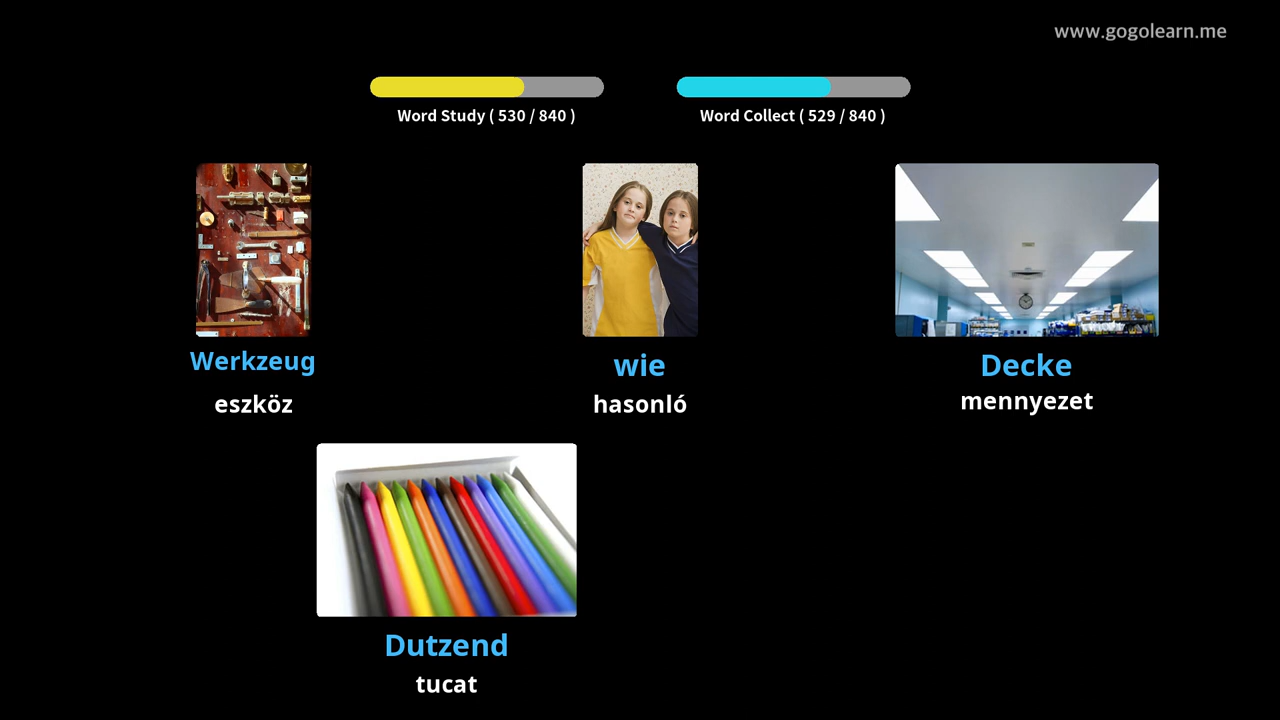 www.gogolearn.me
Word Study ( 530 / 840 )
Word Collect ( 529 / 840 )
Werkzeug
eszköz
wie
hasonló
Decke
mennyezet
Dutzend
tucat